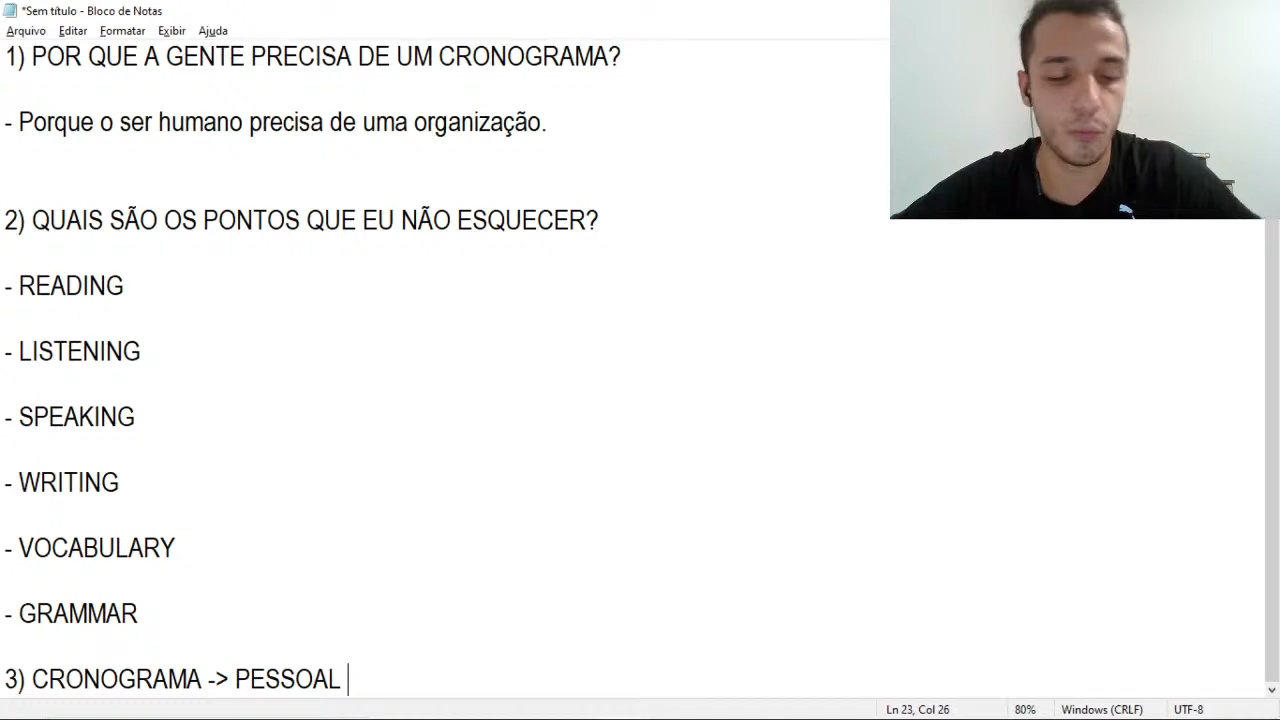 *Sem título - Bloco de Notas
Arquivo Editar Formatar Exibir Ajuda
1) POR QUE A GENTE PRECISA DE UM CRONOGRAMA?
- Porque o ser humano precisa de uma organização.
2) QUAIS SÃO OS PONTOS QUE EU NÃO ESQUECER?
- READING
- LISTENING
- SPEAKING
- WRITING
- VOCABULARY
- GRAMMAR
3) CRONOGRAMA -> PESSOAL
Ln 23, Col 26 80% Windows (CRLF) UTF-8